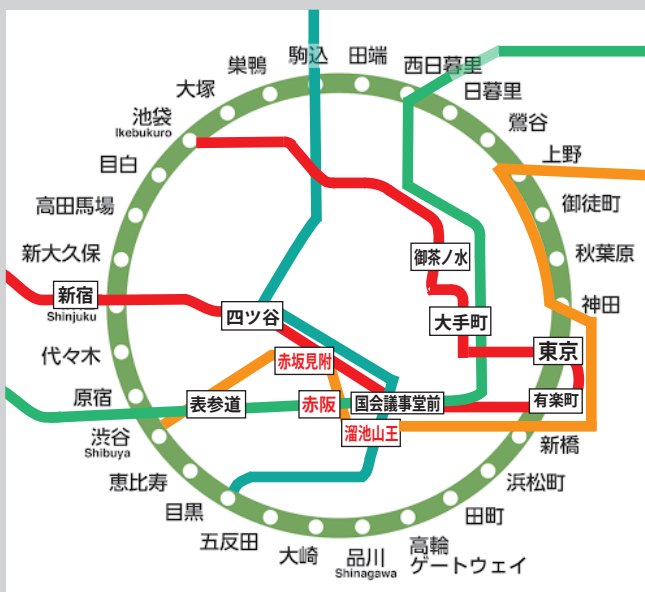 駒込
田端
西日暮里
巣鴨
日暮里
大塚
鶯谷
池袋
Ikebukuro
上野
目白
御徒町
高田馬場
秋葉原
新大久保
御茶ノ水
新宿
Shinjuku
神田
四ツ谷
大手町
代々木
東京
赤坂見附
原宿
表参道
赤阪
国会議事堂前
有楽町
渋谷
Shibuya
溜池山王
新橋
恵比寿
浜松町
目黒
田町
五反田
大崎
品川
Shinagawa
高輪
ゲートウェイ